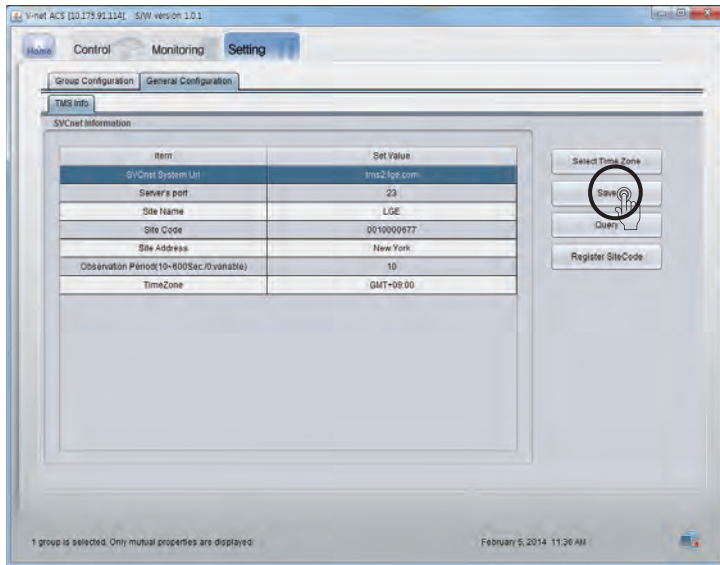 V-net ACS [10.175.91.114]   S/W version 1.0.1
Home Control Monitoring Setting
Group Configuration General Configuration
TMS Info
SVCnet Information
Item Set Value
SVCnet System Url tms2.lge.com
Server's port 23
Site Name LGE
Site Code 0010000677
Site Address New York
Observation Period(10~600Sec./0:variable) 10
TimeZone GMT+09:00
Select Time Zone
Save
Query
Register SiteCode
1 group is selected. Only mutual properties are displayed. February 5, 2014 11:36 AM